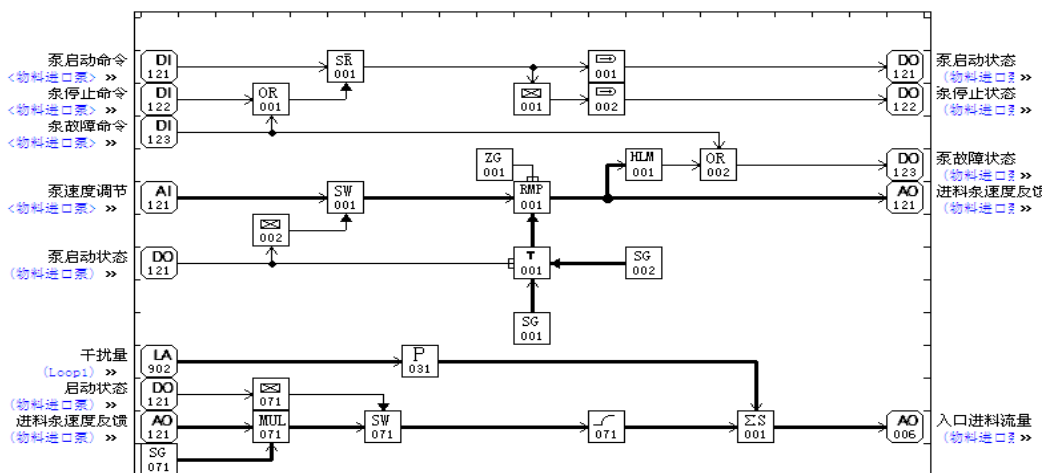 泵启动命令
DI
121
<物料进口泵> »
SR̄
001
001
DO
121
泵启动状态
(物料进口泵 »
泵停止命令
DI
122
<物料进口泵> »
OR
001
001
002
DO
122
泵停止状态
(物料进口泵 »
泵故障命令
DI
123
<物料进口泵> »
ZG
001
HLM
001
OR
002
DO
123
泵故障状态
(物料进口泵 »
泵速度调节
AI
121
<物料进口泵> »
SW
001
RMP
001
AO
121
进料泵速度反馈
(物料进口泵 »
002
泵启动状态
DO
121
(物料进口泵) »
T
001
SG
002
SG
001
干扰量
LA
902
(Loop1) »
P
031
启动状态
DO
121
(物料进口泵) »
071
进料泵速度反馈
AO
121
(物料进口泵) »
MUL
071
SW
071
071
ΣS
001
AO
006
入口进料流量
(物料进口泵 »
SG
071